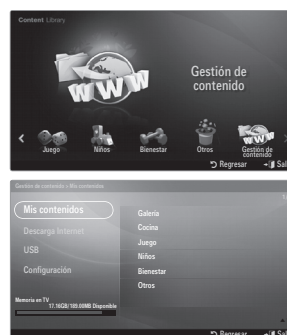 Content Library
Gestión de
contenido
WWW
Juego
Niños
Bienestar
Otros
Gestión de
contenido
Regresar
Sal
Gestión de contenido > Mis contenidos
Mis contenidos
Descarga Internet
USB
Configuración
Memoria en TV
17.16GB/189.00MB Disponible
Galería
Cocina
Juego
Niños
Bienestar
Otros
Regresar
Sal